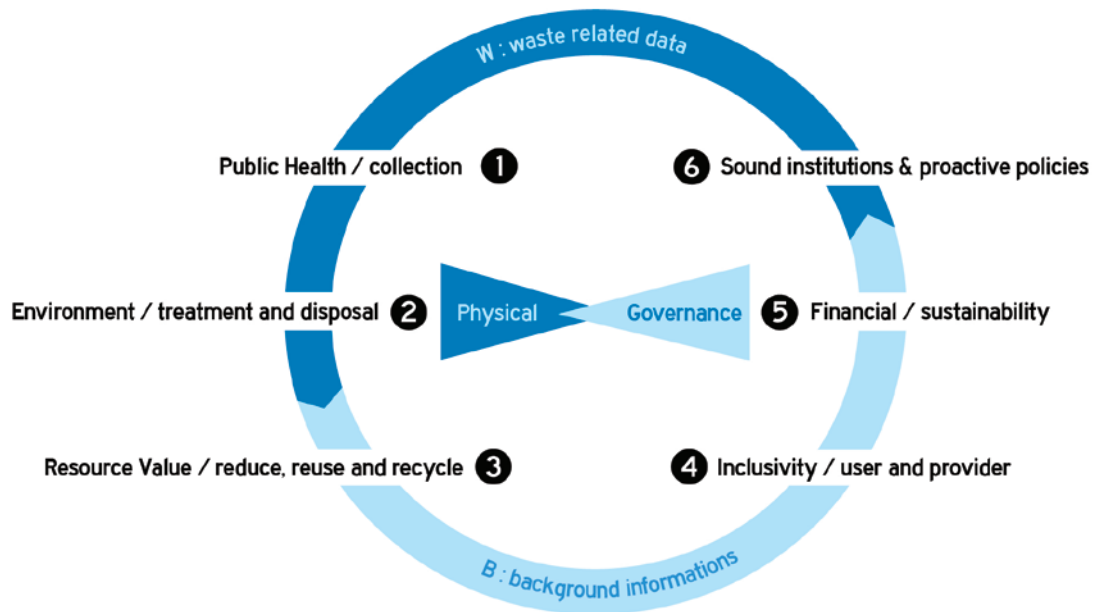 W : waste related data
Public Health / collection 1
6 Sound institutions & proactive policies
Environment / treatment and disposal 2
Physical
Governance
5 Financial / sustainability
Resource Value / reduce, reuse and recycle 3
4 Inclusivity / user and provider
B : background informations